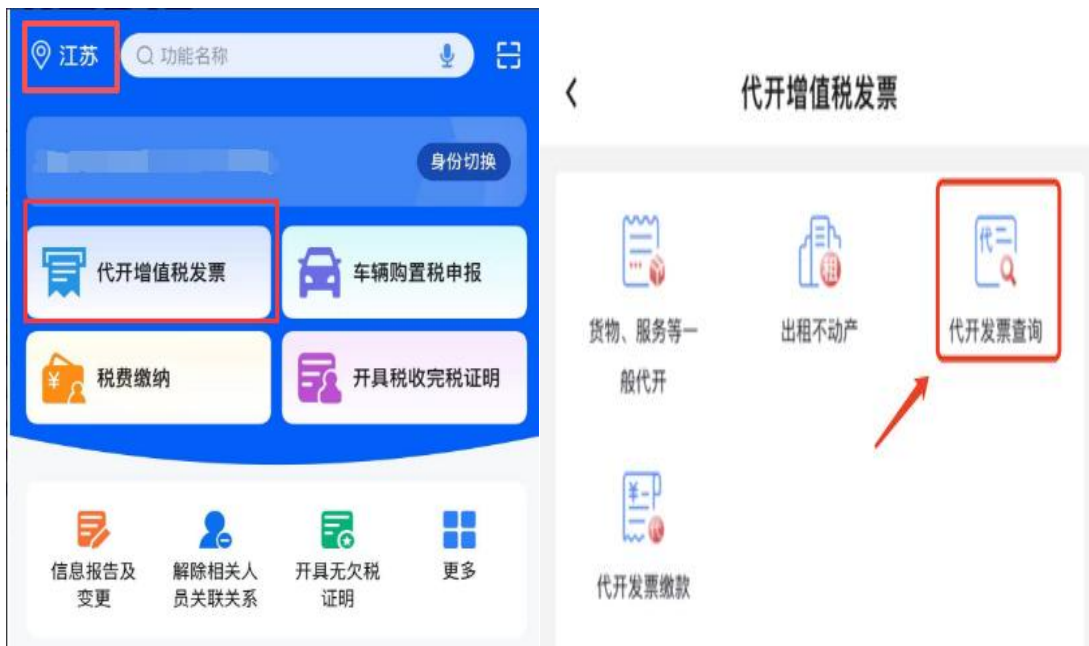 江苏
功能名称
身份切换
代开增值税发票
车辆购置税申报
税费缴纳
开具税收完税证明
信息报告及
变更
解除相关人
员关联关系
开具无欠税
证明
更多
代开增值税发票
货物、服务等一
般代开
租
出租不动产
代
代开发票查询
代
代开发票缴款